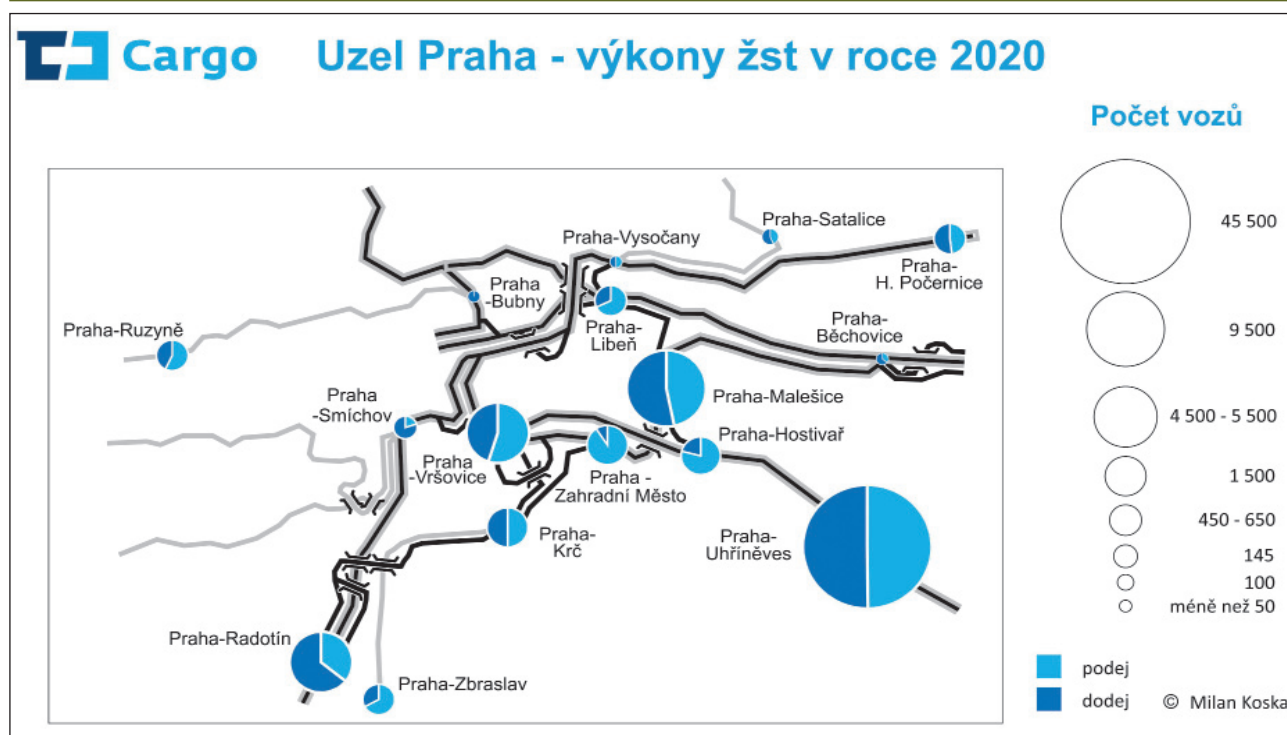 Cargo
Uzel Praha - výkony žst v roce 2020
Počet vozů
45 500
9 500
4 500 - 5 500
1 500
450 - 650
145
100
méně než 50
Praha-Satalice
Praha-Vysočany
Praha-
H. Počernice
Praha
-Bubny
Praha-Ruzyně
Praha-
Libeň
Praha-
Běchovice
Praha-Malešice
Praha
-Smíchov
Praha-Hostivař
Praha
-Vršovice
Praha -
Zahradní Město
Praha-
Krč
Praha-
Uhříněves
Praha-Radotín
Praha-Zbraslav
podej
dodej
© Milan Koska